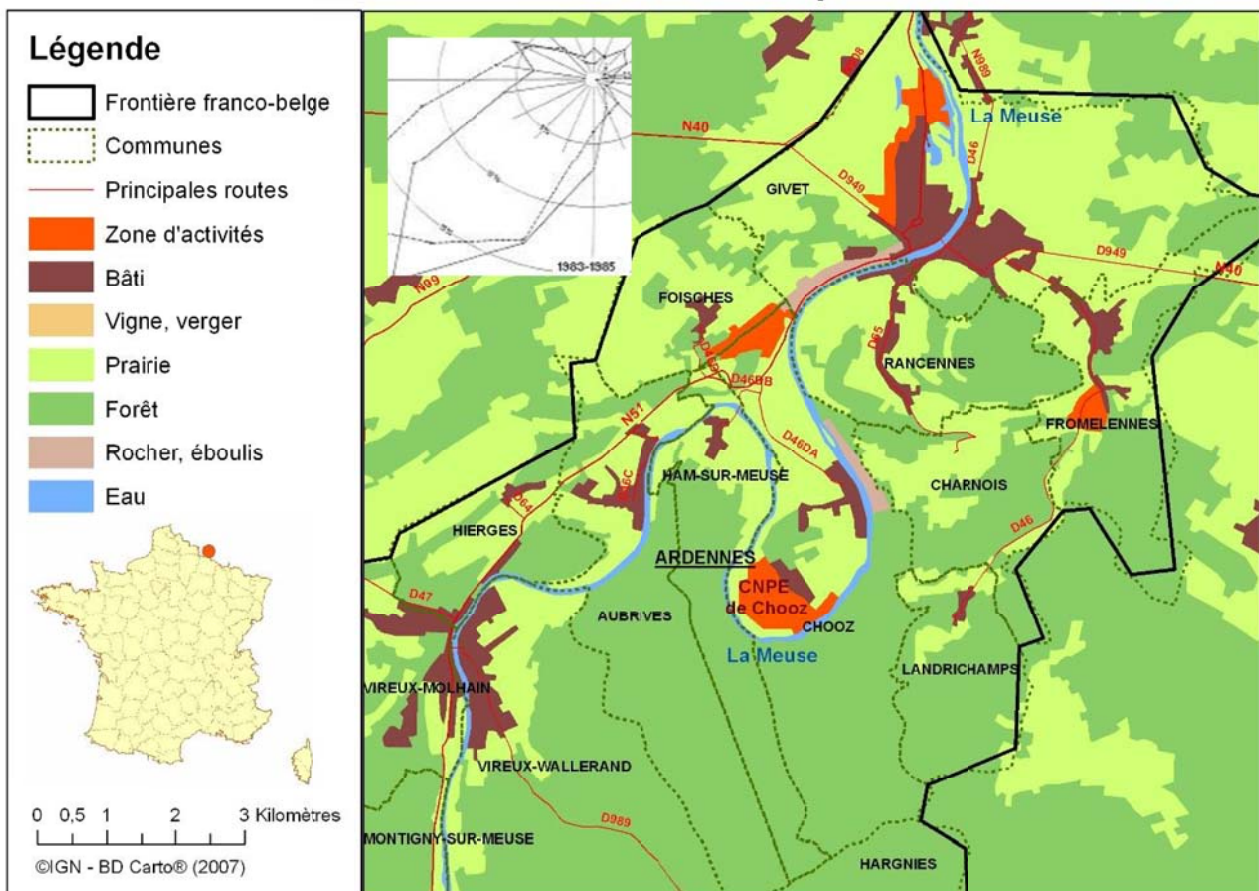 Légende
Frontière franco-belge
Communes
Principales routes
Zone d'activités
Bâti
Vigne, verger
Prairie
Forêt
Rocher, éboulis
Eau
0 0,5 1 2 3 Kilomètres
©IGN - BD Carto® (2007)
1983-1985
N989
La Meuse
N40
D46
D949
GIVET
D949
N40
N99
FOISCHES
D65
RANCENNES
D46BB
N51
FROMELENNES
D46DA
HAM-SUR-MEUSE
D46C
CHARNOIS
D64
HIERGES
D46
ARDENNES
CNPE
de Chooz
D47
AUBRIVES
CHOOZ
La Meuse
LANDRICHAMPS
VIREUX-MOLHAIN
VIREUX-WALLERAND
D989
MONTIGNY-SUR-MEUSE
HARGNIES